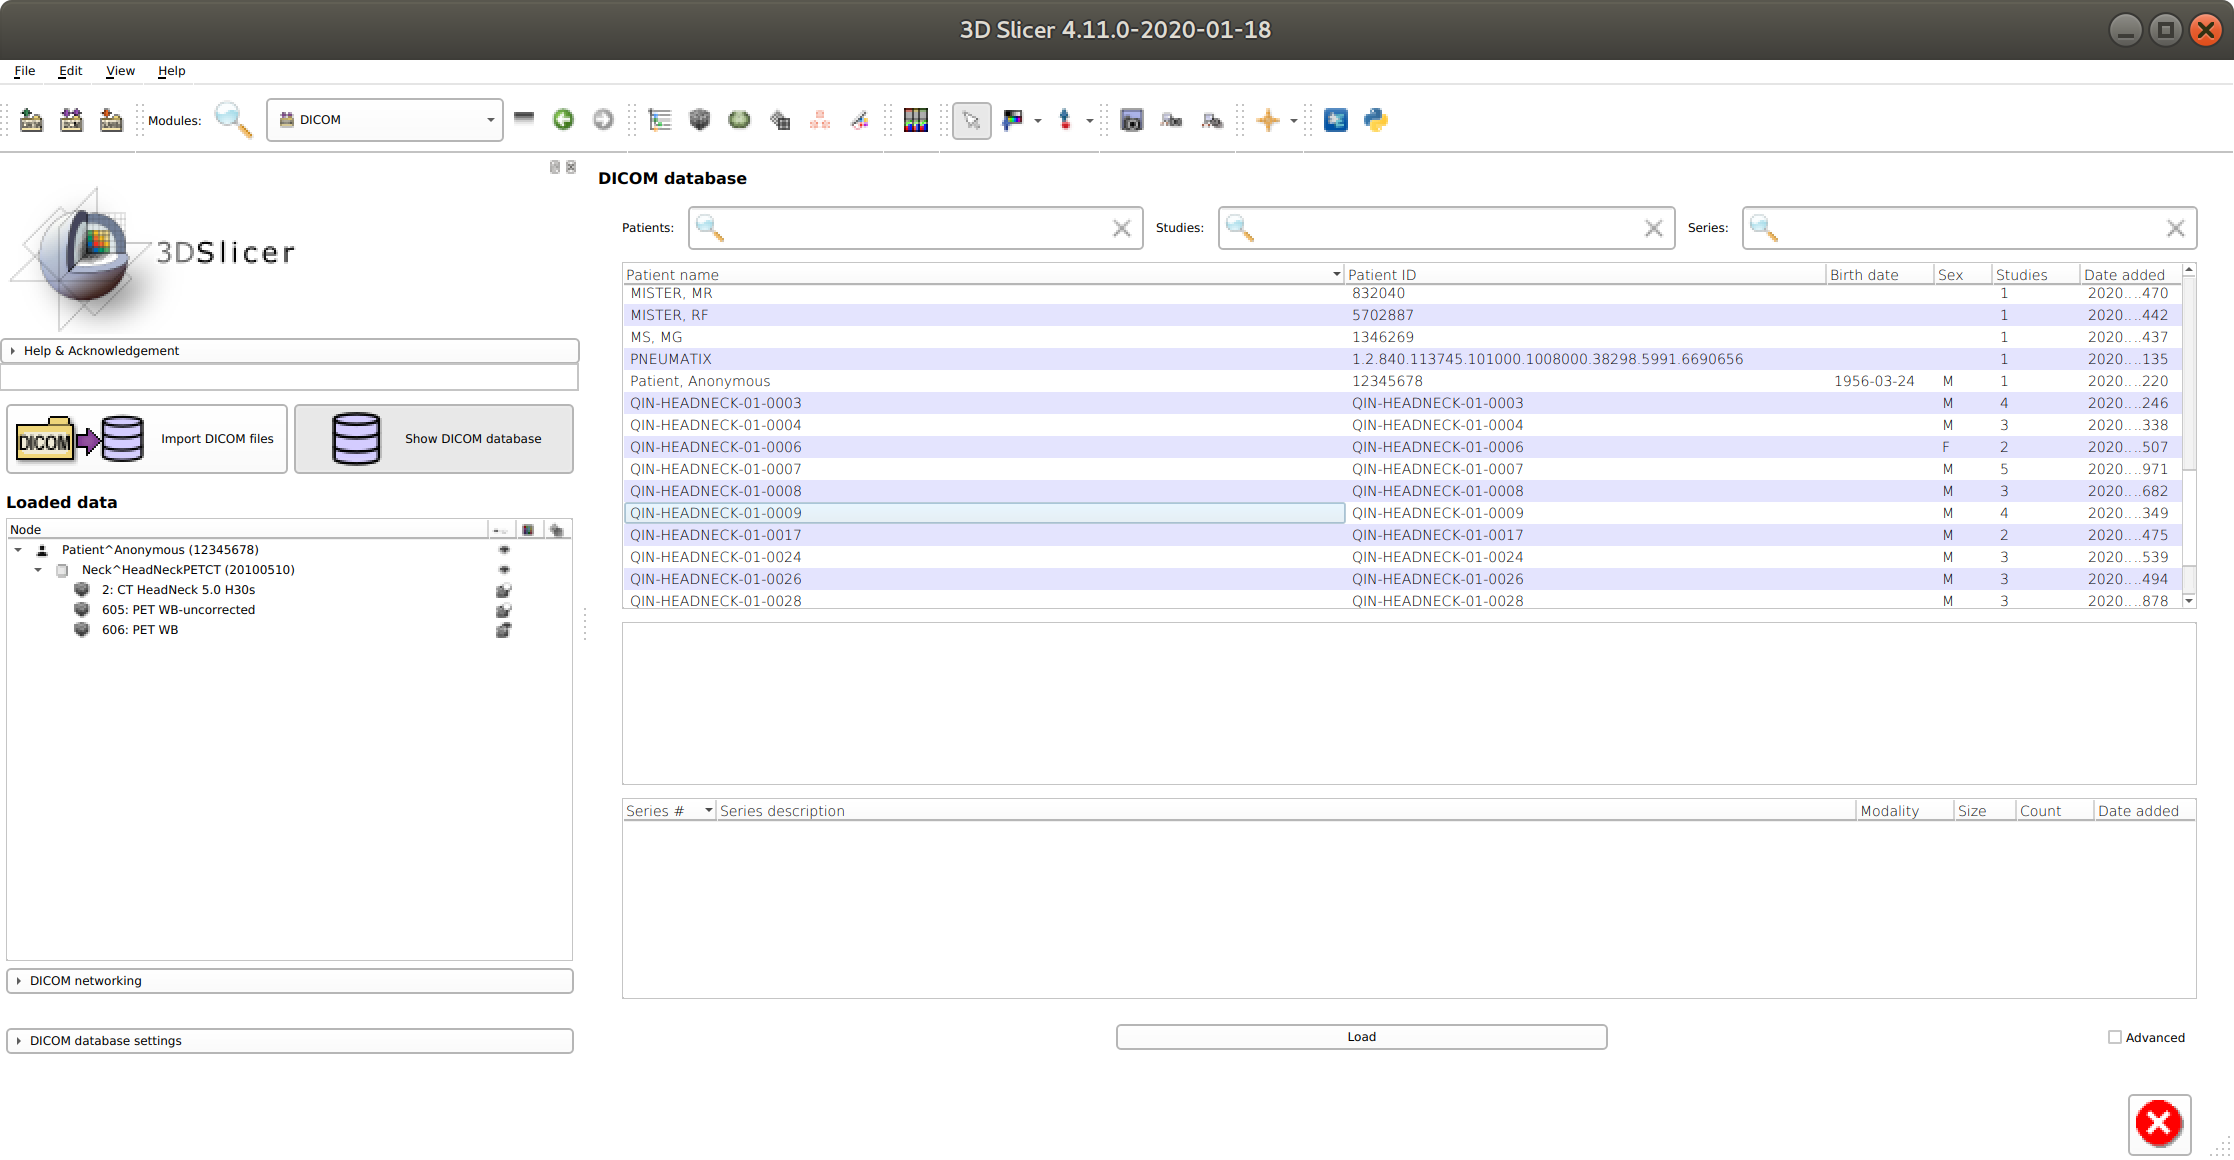 3D Slicer 4.11.0-2020-01-18
File Edit View Help
Modules: DICOM
3DSlicer
Help & Acknowledgement
DICOM Import DICOM files Show DICOM database
Loaded data
Node
Patient^Anonymous (12345678)
Neck^HeadNeckPETCT (20100510)
2: CT HeadNeck 5.0 H30s
605: PET WB-uncorrected
606: PET WB
DICOM networking
DICOM database settings
DICOM database
Patients: Studies: Series:
Patient name Patient ID Birth date Sex Studies Date added
MISTER, MR 832040 1 2020...470
MISTER, RF 5702887 1 2020...442
MS, MG 1346269 1 2020...437
PNEUMATIX 1.2.840.113745.101000.1008000.38298.5991.6690656 1 2020...135
Patient, Anonymous 12345678 1956-03-24 M 1 2020...220
QIN-HEADNECK-01-0003 QIN-HEADNECK-01-0003 M 4 2020...246
QIN-HEADNECK-01-0004 QIN-HEADNECK-01-0004 M 3 2020...338
QIN-HEADNECK-01-0006 QIN-HEADNECK-01-0006 F 2 2020...507
QIN-HEADNECK-01-0007 QIN-HEADNECK-01-0007 M 5 2020...971
QIN-HEADNECK-01-0008 QIN-HEADNECK-01-0008 M 3 2020...682
QIN-HEADNECK-01-0009 QIN-HEADNECK-01-0009 M 4 2020...349
QIN-HEADNECK-01-0017 QIN-HEADNECK-01-0017 M 2 2020...475
QIN-HEADNECK-01-0024 QIN-HEADNECK-01-0024 M 3 2020...539
QIN-HEADNECK-01-0026 QIN-HEADNECK-01-0026 M 3 2020...494
QIN-HEADNECK-01-0028 QIN-HEADNECK-01-0028 M 3 2020...878
Series # Series description Modality Size Count Date added
Load
Advanced